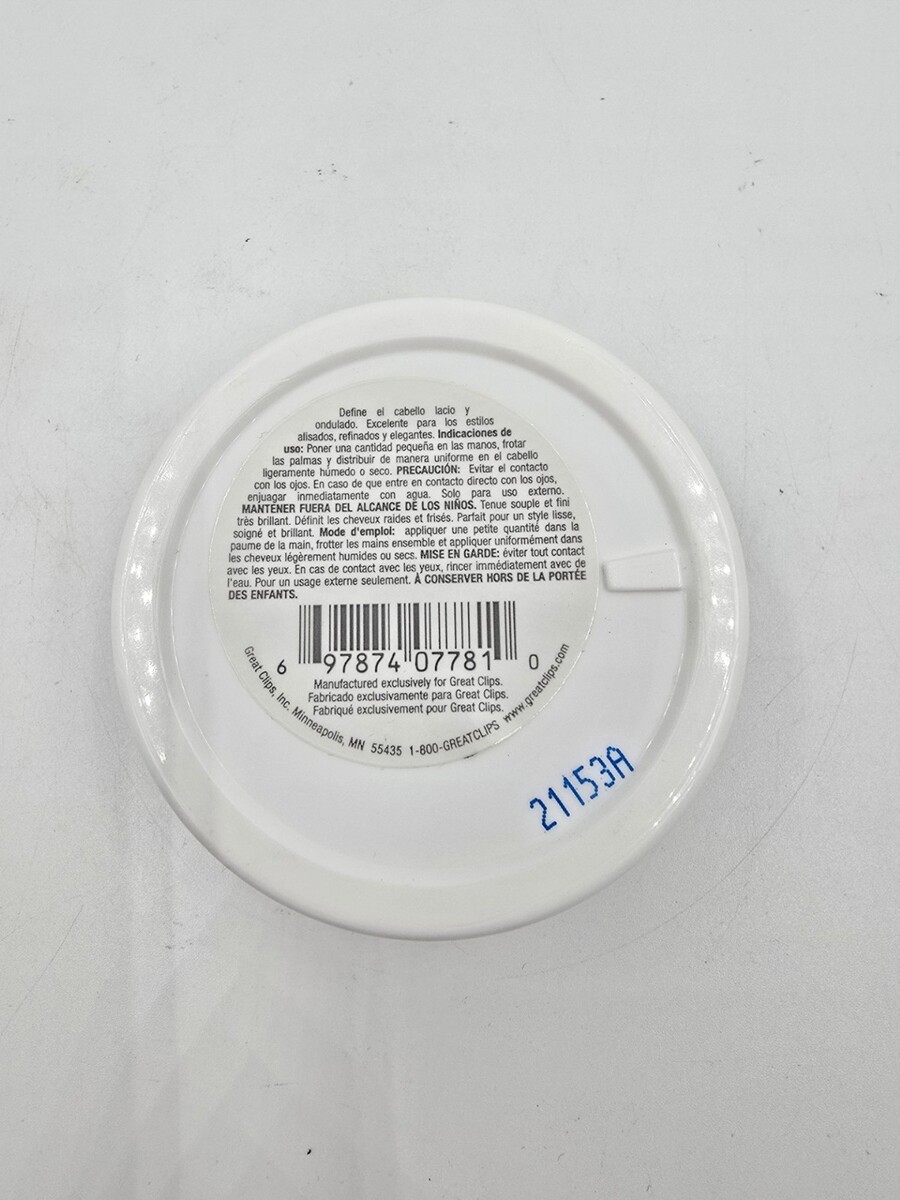 Define el cabello lacio y
ondulado. Excelente para los estilos
alisados, refinados y elegantes. Indicaciones de
uso: Poner una cantidad pequeña en las manos, frotar
las palmas y distribuir de manera uniforme en el cabello
ligeramente húmedo o seco. PRECAUCIÓN: Evitar el contacto
con los ojos. En caso de que entre en contacto directo con los ojos,
enjuagar inmediatamente con agua. Solo para uso externo.
MANTENER FUERA DEL ALCANCE DE LOS NIÑOS. Tenue souple et fini
très brillant. Définit les cheveux raides et frisés. Parfait pour un style lisse,
soigné et brillant. Mode d'emploi: appliquer une petite quantité dans la
paume de la main, frotter les mains ensemble et appliquer uniformément dans
les cheveux légèrement humides ou secs. MISE EN GARDE: éviter tout contact
avec les yeux. En cas de contact avec les yeux, rincer immédiatement avec de
l'eau. Pour un usage externe seulement. À CONSERVER HORS DE LA PORTÉE
DES ENFANTS.
6 97874 07781 0
Manufactured exclusively for Great Clips.
Fabricado exclusivamente para Great Clips.
Fabriqué exclusivement pour Great Clips.
Great Clips, Inc. Minneapolis, MN 55435 1-800-GREATCLIPS www.greatclips.com
21153A